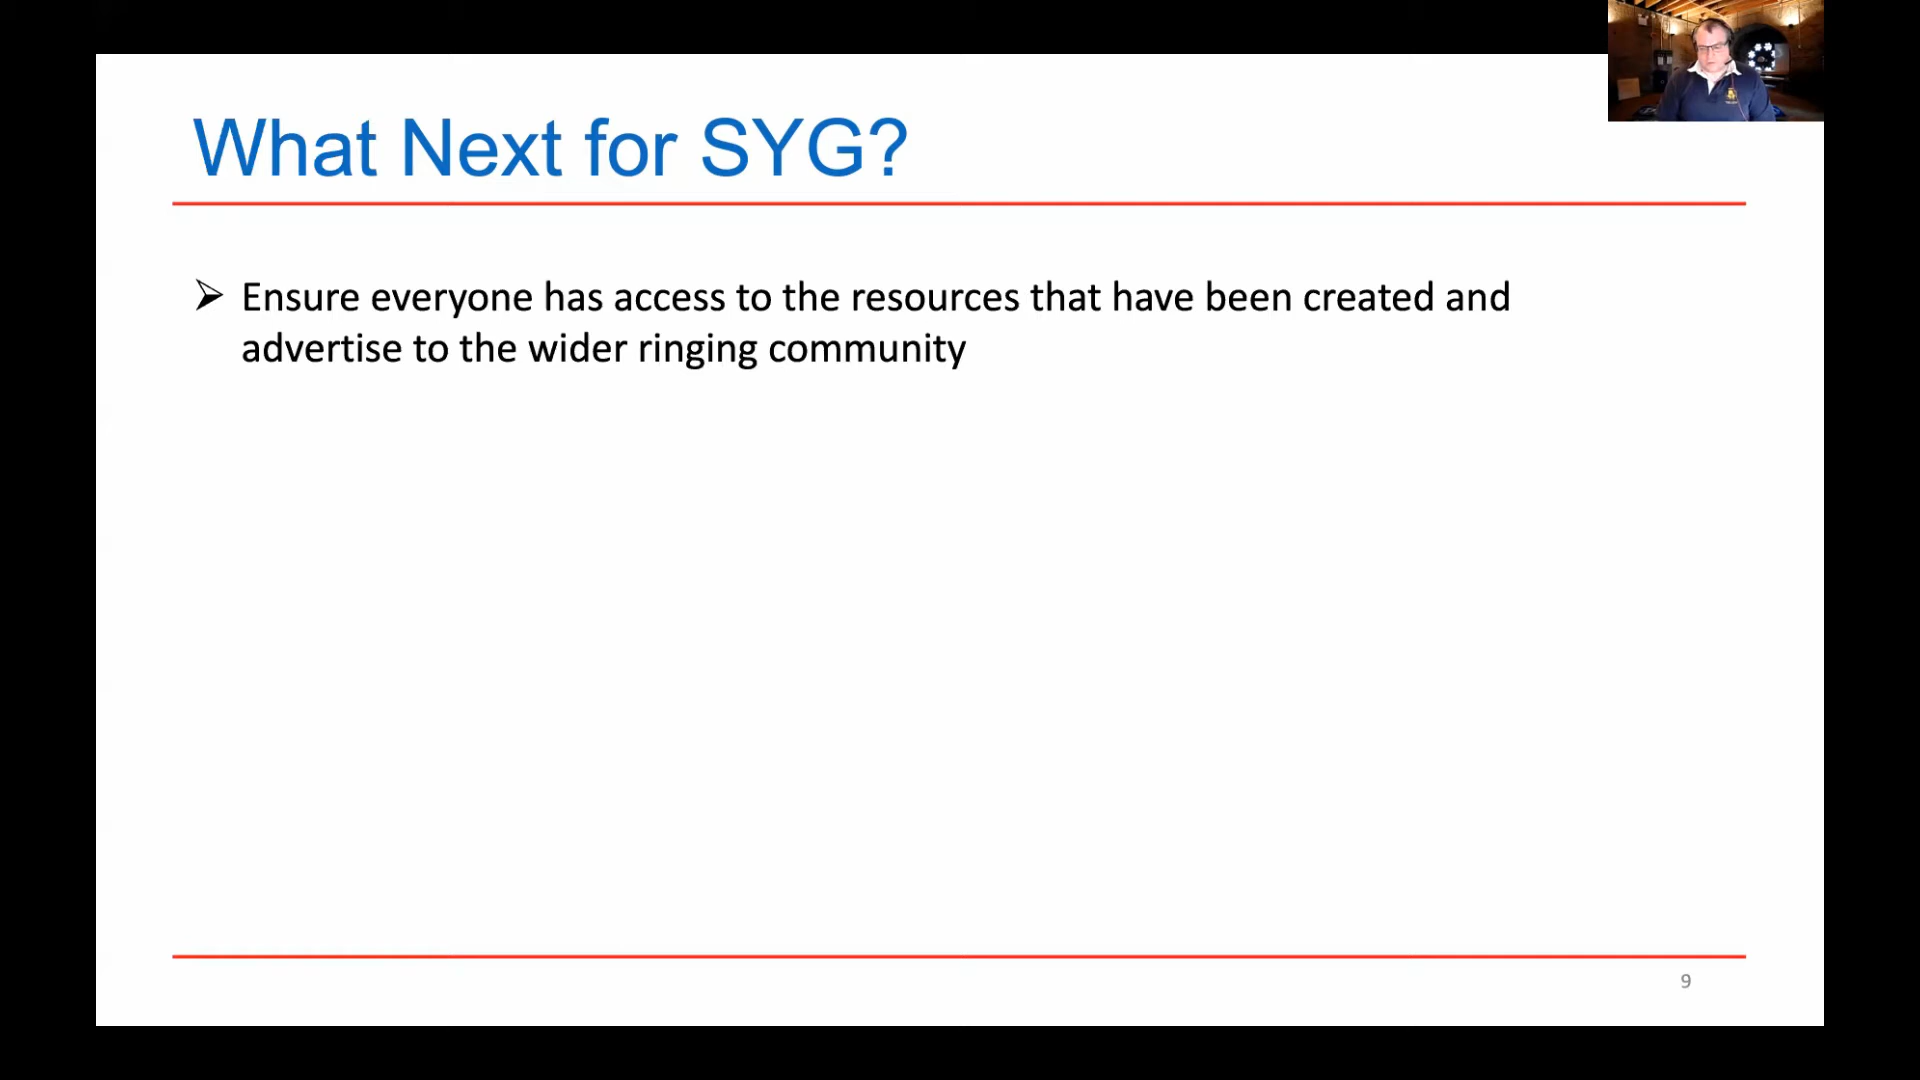 What Next for SYG?
➢ Ensure everyone has access to the resources that have been created and
advertise to the wider ringing community
9